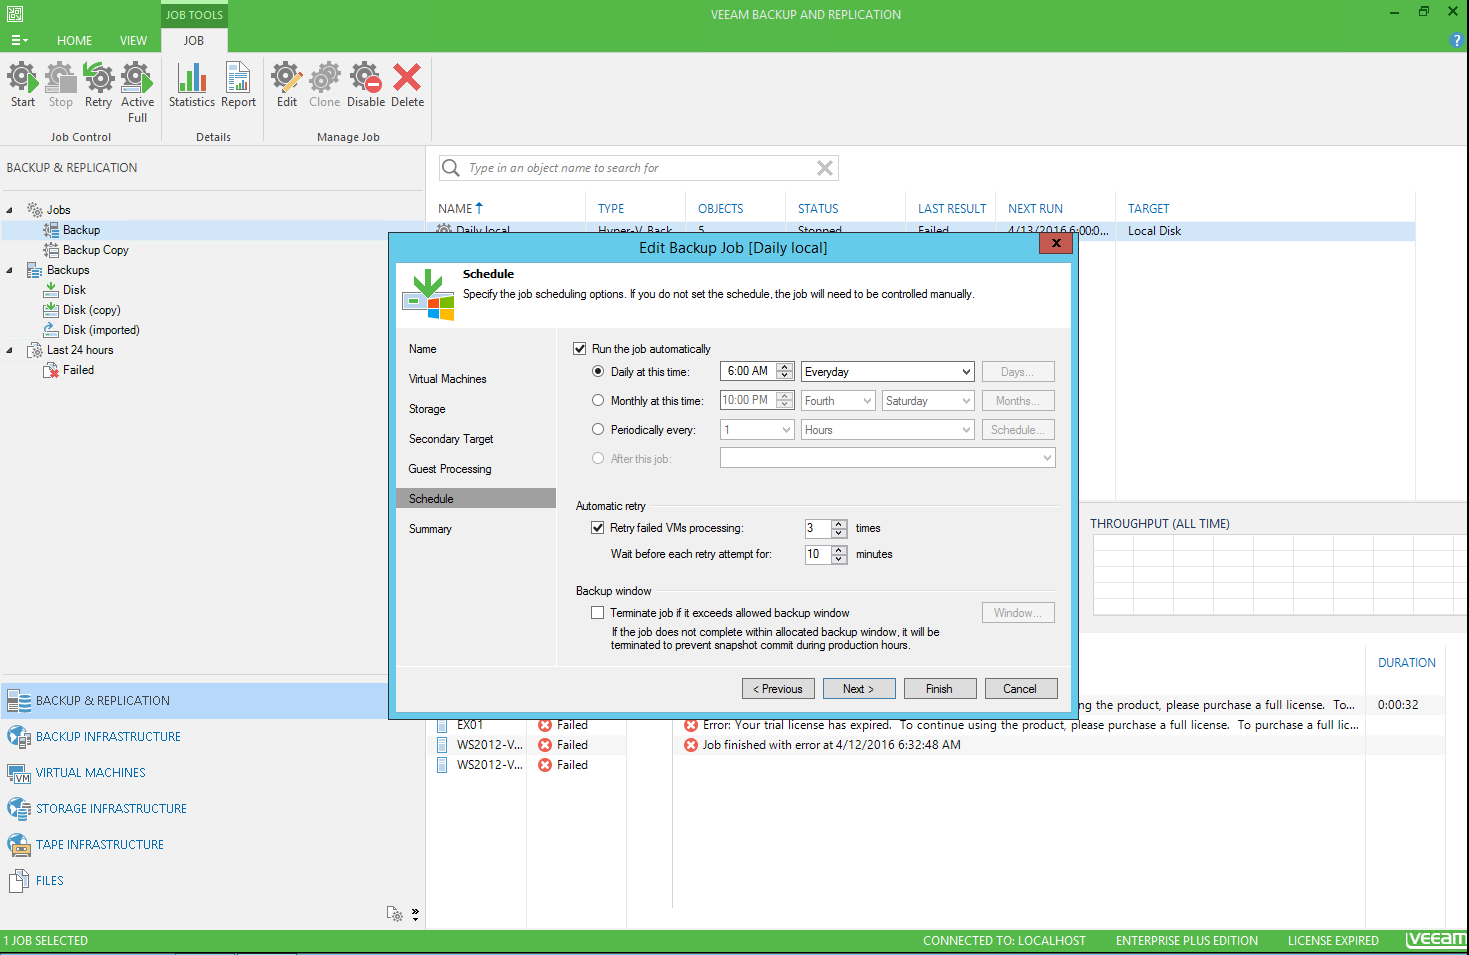 JOB TOOLS
VEEAM BACKUP AND REPLICATION
HOME VIEW JOB
Start Stop Retry Active Full Statistics Report Edit Clone Disable Delete
Job Control Details Manage Job
BACKUP & REPLICATION
Type in an object name to search for
Jobs
Backup
Backup Copy
Backups
Disk
Disk (copy)
Disk (imported)
Last 24 hours
Failed
NAME TYPE OBJECTS STATUS LAST RESULT NEXT RUN TARGET
Daily local Hyper-V Back 5 Stopped Failed 4/13/2016 6:00:0... Local Disk
Edit Backup Job [Daily local]
Schedule
Specify the job scheduling options. If you do not set the schedule, the job will need to be controlled manually.
Name
Virtual Machines
Storage
Secondary Target
Guest Processing
Schedule
Summary
Run the job automatically
Daily at this time: 6:00 AM Everyday Days...
Monthly at this time: 10:00 PM Fourth Saturday Months...
Periodically every: 1 Hours Schedule...
After this job:
Automatic retry
Retry failed VMs processing: 3 times
Wait before each retry attempt for: 10 minutes
Backup window
Terminate job if it exceeds allowed backup window Window...
If the job does not complete within allocated backup window, it will be
terminated to prevent snapshot commit during production hours.
< Previous Next > Finish Cancel
THROUGHPUT (ALL TIME)
DURATION
ng the product, please purchase a full license. To... 0:00:32
EX01 Failed Error: Your trial license has expired. To continue using the product, please purchase a full license. To purchase a full lic...
WS2012-V... Failed Job finished with error at 4/12/2016 6:32:48 AM
WS2012-V... Failed
BACKUP & REPLICATION
BACKUP INFRASTRUCTURE
VIRTUAL MACHINES
STORAGE INFRASTRUCTURE
TAPE INFRASTRUCTURE
FILES
1 JOB SELECTED CONNECTED TO: LOCALHOST ENTERPRISE PLUS EDITION LICENSE EXPIRED veeam